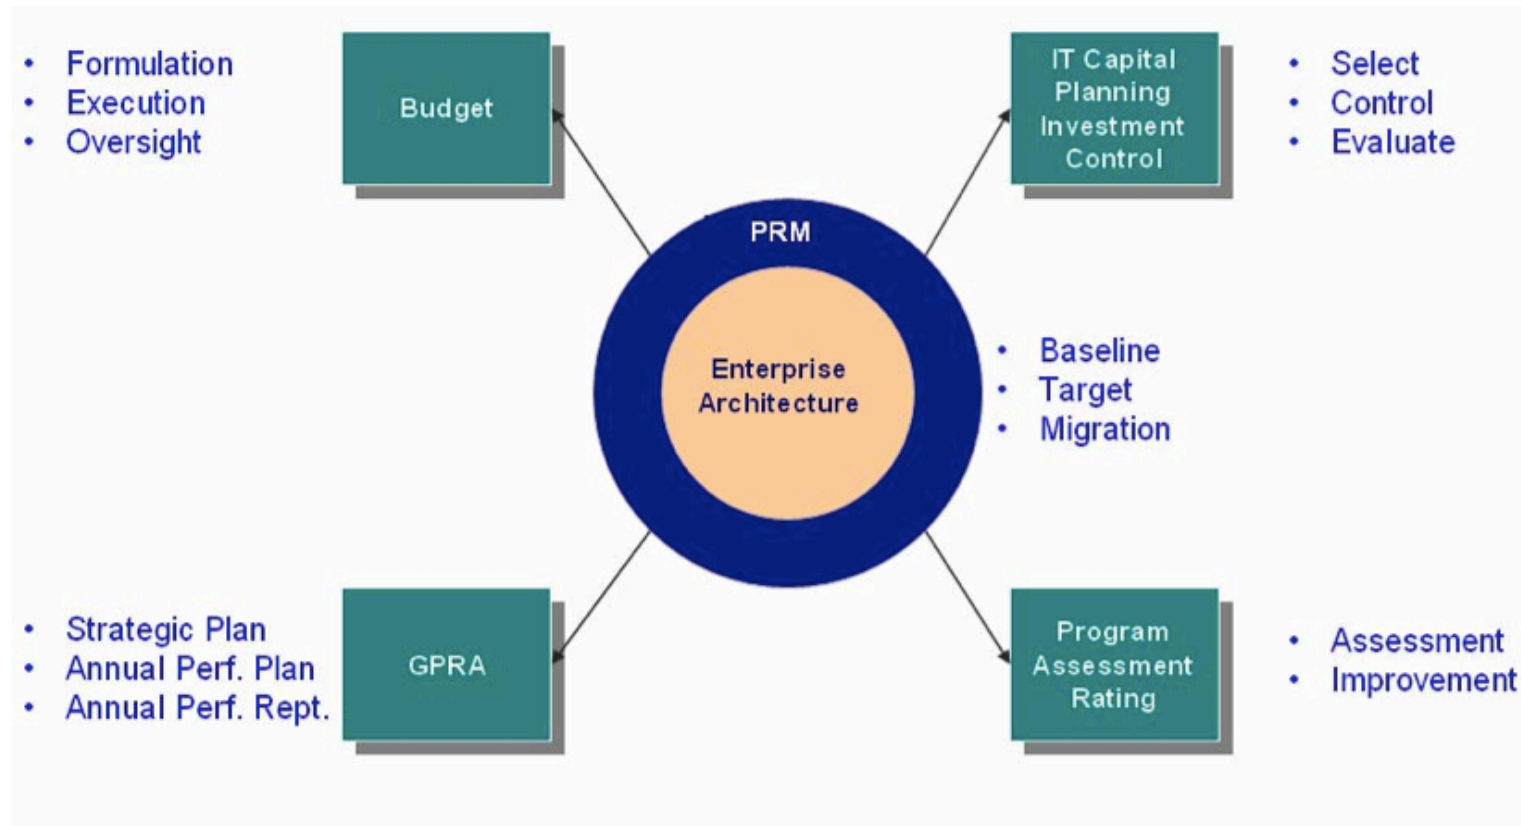 • Formulation
• Execution
• Oversight
Budget
IT Capital
Planning
Investment
Control
• Select
• Control
• Evaluate
PRM
Enterprise
Architecture
• Baseline
• Target
• Migration
• Strategic Plan
• Annual Perf. Plan
• Annual Perf. Rept.
GPRA
Program
Assessment
Rating
• Assessment
• Improvement